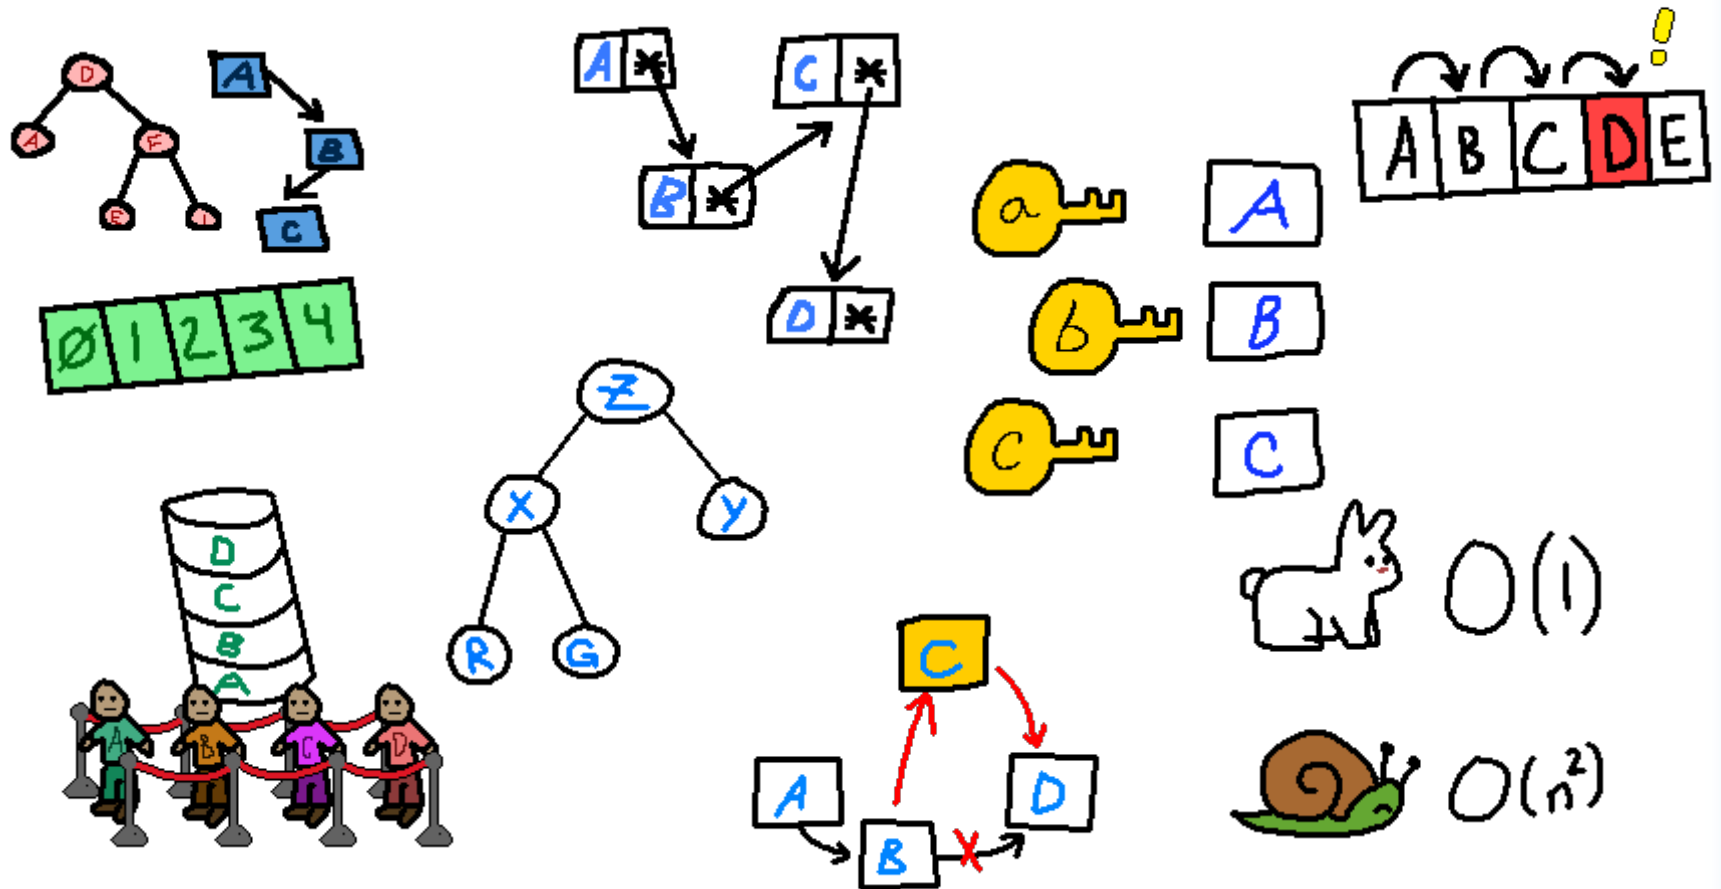 D
A F
E I
A
B
C
Ø 1 2 3 4
A *
C *
B *
D *
a A
b B
c C
!
A B C D E
Z
X Y
R G
D
C
B
A
A B C D
C
A D
B X
O(1)
O(n²)